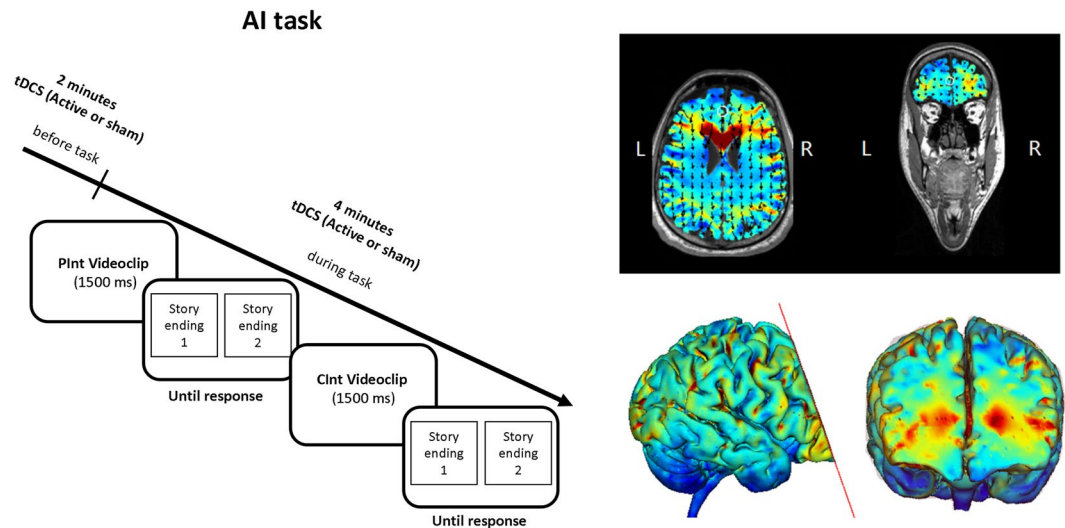 AI task
2 minutes
tDCS (Active or sham)
before task
4 minutes
tDCS (Active or sham)
during task
PInt Videoclip
(1500 ms)
Story
ending
1
Story
ending
2
Until response
CInt Videoclip
(1500 ms)
Story
ending
1
Story
ending
2
Until response
L
R
L
R